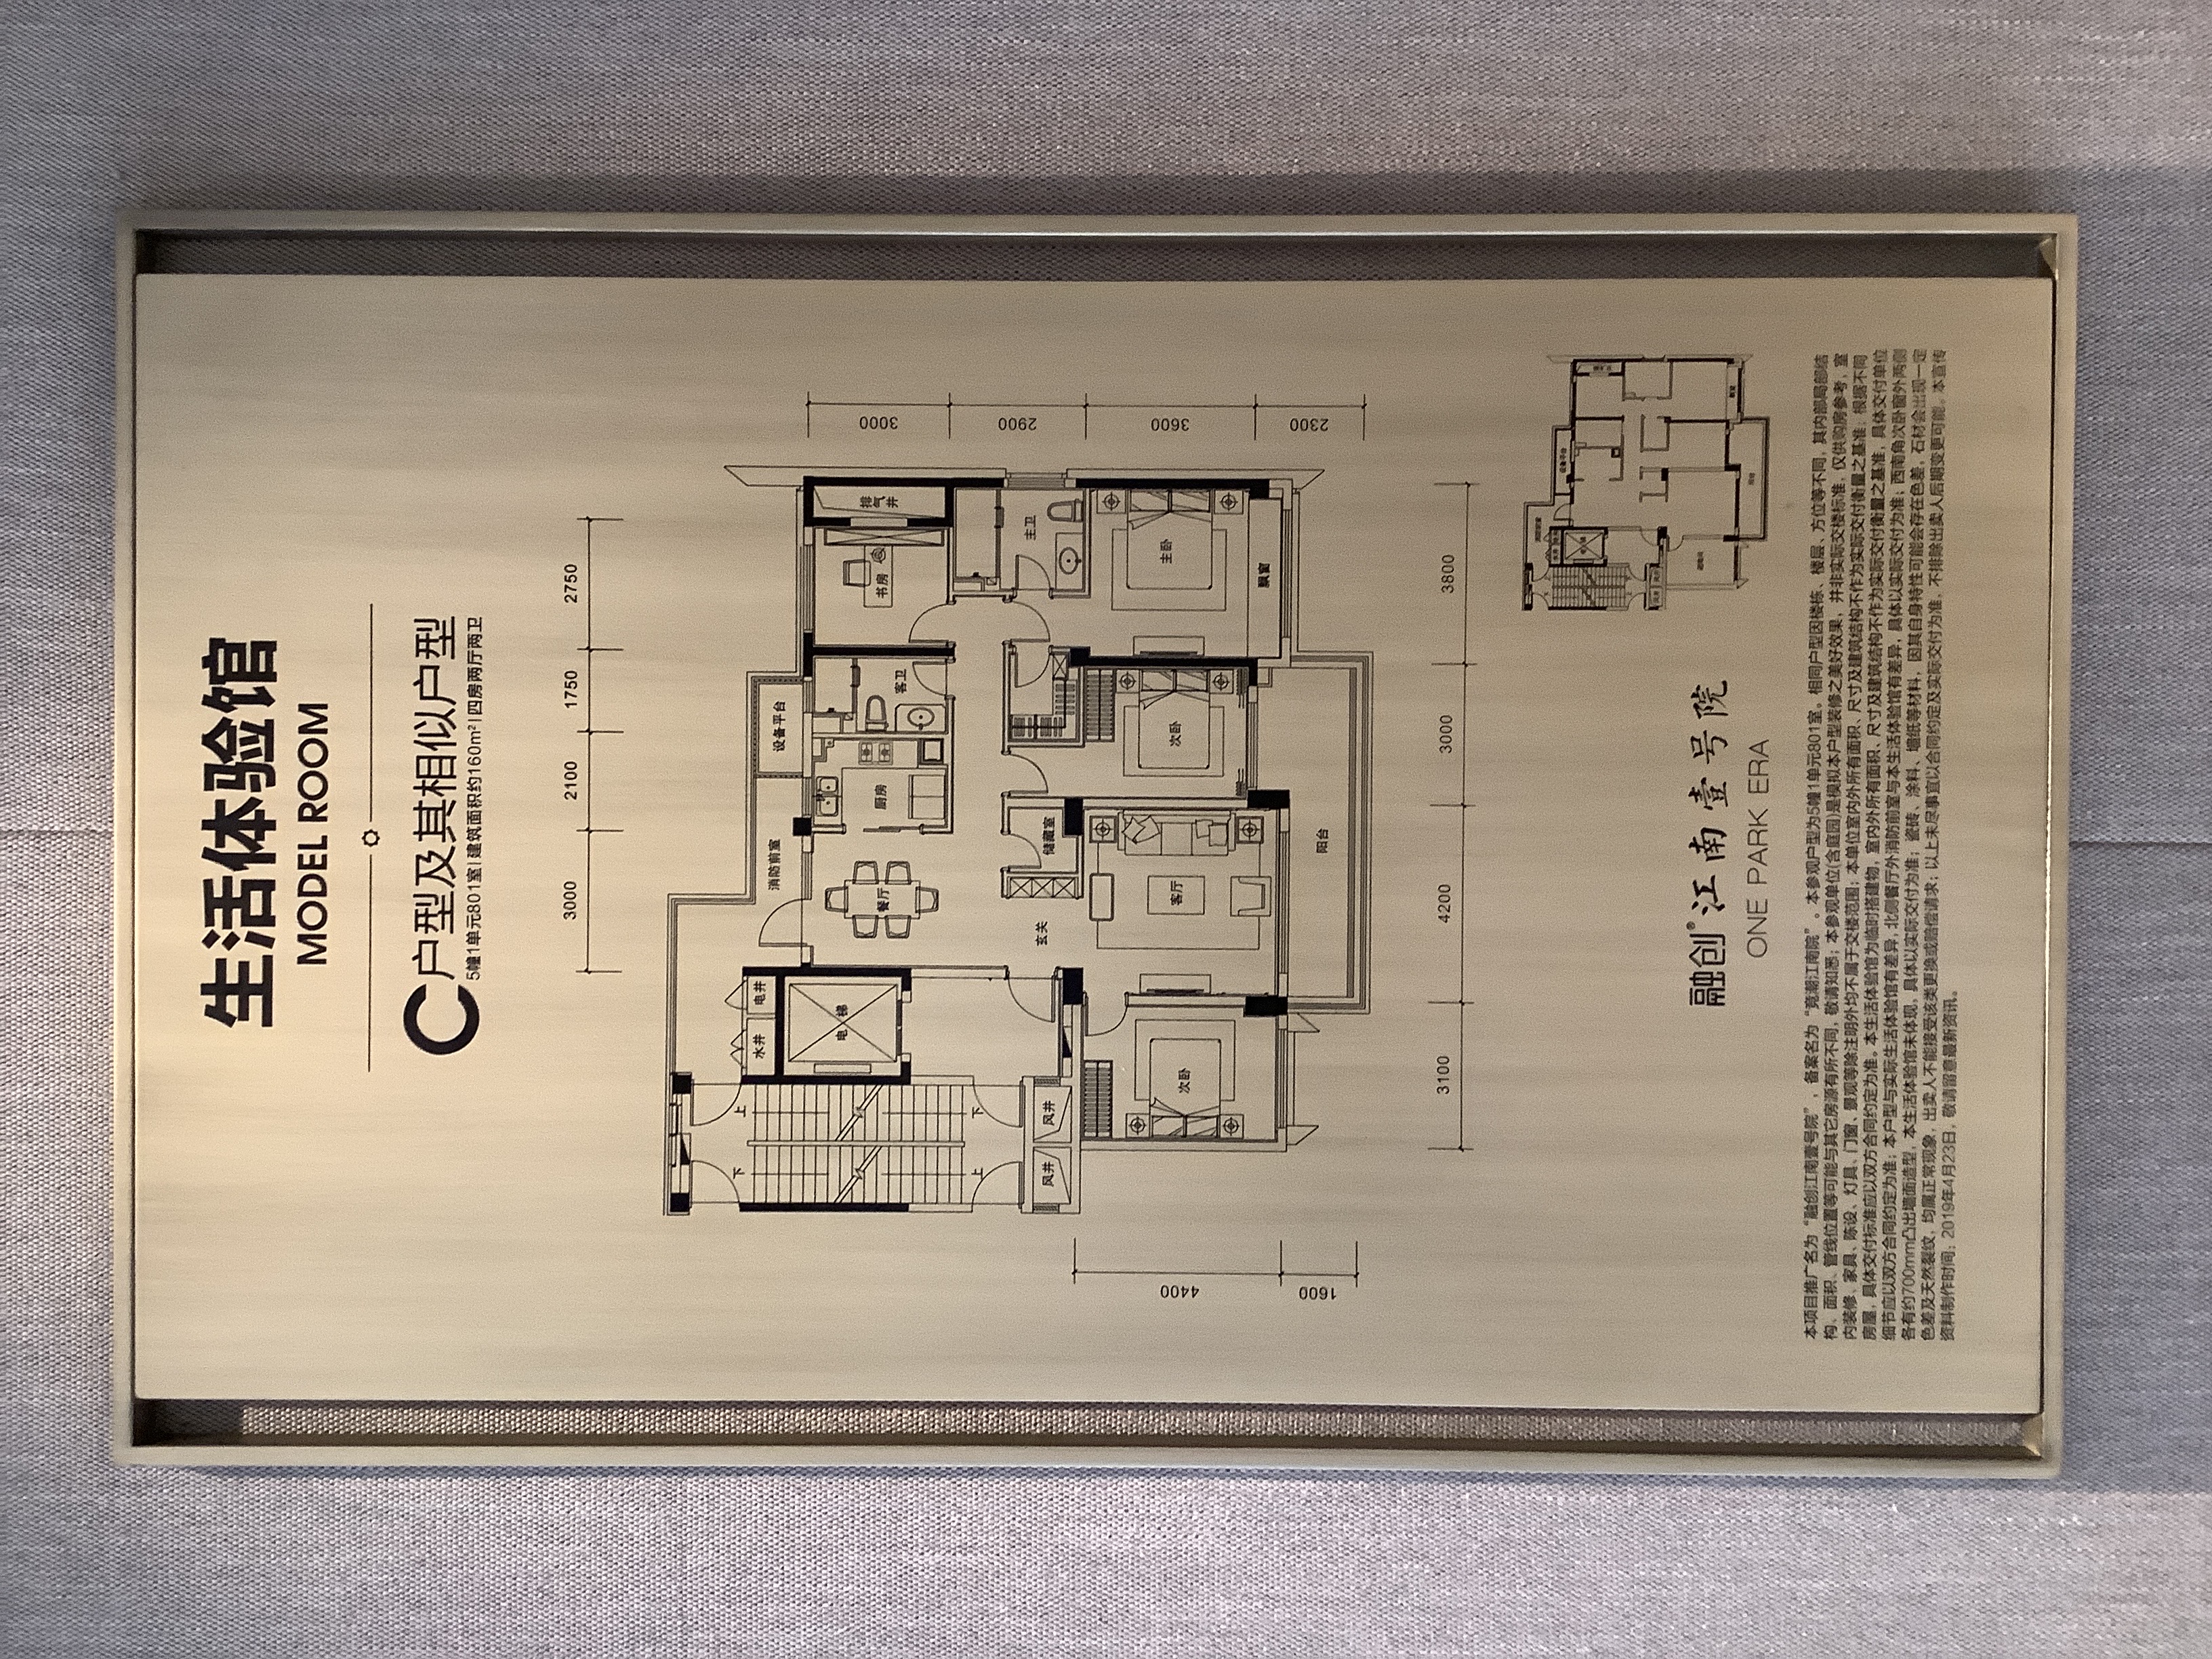 生活体验馆
MODEL ROOM
C户型及其相似户型
5幢1单元801室|建筑面积约160m²|四房两厅两卫
3000 2100 1750 2750
下 上
水井 电井
消防前室
设备平台
电梯
餐厅
厨房
客卫
书房
排气井
3000
上 下
风井 风井
玄关
储藏室
主卫
2900
4400
次卧
客厅
次卧
主卧
3600
飘窗
1600
阳台
2300
3100 4200 3000 3800
融创® 江南壹号院
ONE PARK ERA
本项目推广名为“融创江南壹号院”，备案名为“竞潮江南院”。本参观户型为5幢1单元801室。相同户型因楼栋、楼层、方位等不同，其内部局部结
构、面积、管线位置等可能与其它房源有所不同，敬请知悉；本参观单位(含庭园)是模拟本户型装修之美好效果，并非实际交楼标准，仅供购房参考，室
内装修、家具、陈设、灯具、门窗、景观等除注明外均不属于交楼范围；本单位室内外所有面积、尺寸及建筑结构不作为实际交付衡量之基准，根据不同
房屋，具体交付标准应以双方合同约定为准。本生活体验馆为临时搭建物，室内外所有面积、尺寸及建筑结构不作为实际交付衡量之基准，具体交付单位
细节应以双方合同约定为准；本户型与实际生活体验馆有差异，北侧餐厅外消防前室与本生活体验馆有差异，具体以实际交付为准；西南角次卧窗外两侧
各有约700mm凸出墙面造型，本生活体验馆未体现，具体以实际交付为准；瓷砖、涂料、墙纸等材料，因其自身特性可能会存在色差，石材会出现一定
色差及天然裂纹，均属正常现象，出卖人不能接受该类更换或赔偿请求；以上未尽事宜以合同约定及实际交付为准，不排除出卖人后期变更可能。本宣传
资料制作时间：2019年4月23日，敬请留意最新资讯。